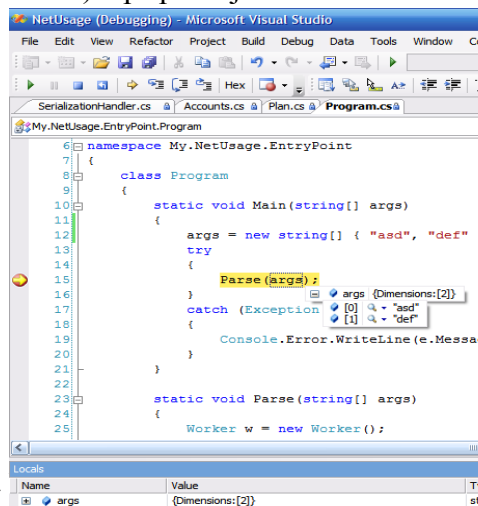 NetUsage (Debugging) - Microsoft Visual Studio
File Edit View Refactor Project Build Debug Data Tools Window
Hex
SerializationHandler.cs Accounts.cs Plan.cs Program.cs
My.NetUsage.EntryPoint.Program
6 namespace My.NetUsage.EntryPoint
7 {
8 class Program
9 {
10 static void Main(string[] args)
11 {
12 args = new string[] { "asd", "def"
13 try
14 {
15 Parse(args);
16 } args {Dimensions:[2]}
17 catch (Exception [0] "asd"
18 { [1] "def"
19 Console.Error.WriteLine(e.Messa
20 }
21 }
22
23 static void Parse(string[] args)
24 {
25 Worker w = new Worker();
Locals
Name Value
args {Dimensions:[2]}